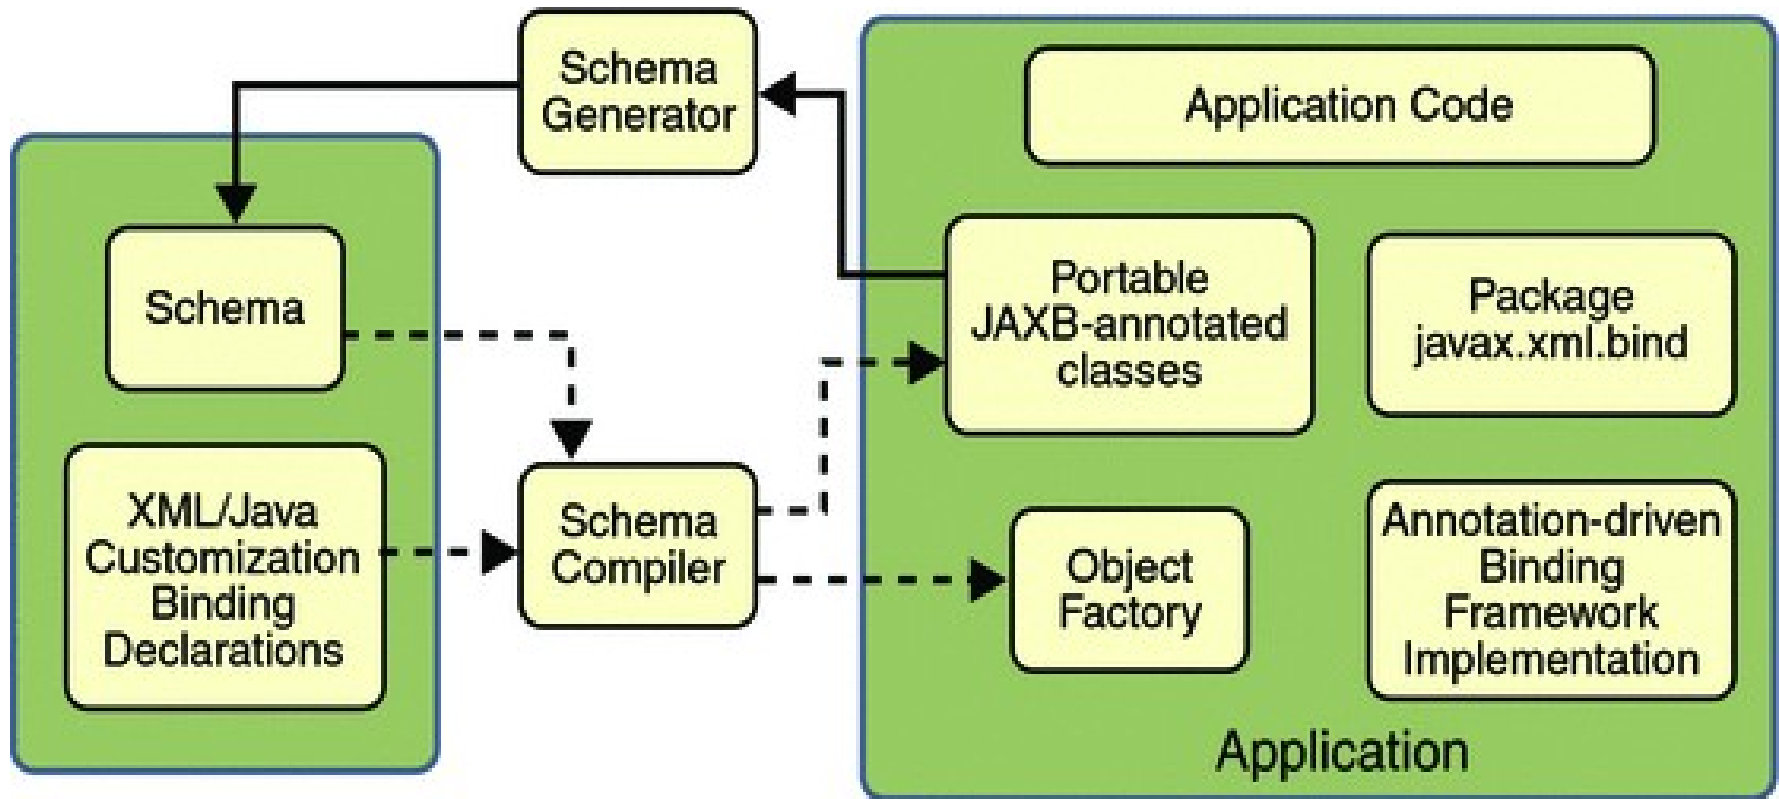 Schema
Generator
Application Code
Schema
Portable
JAXB-annotated
classes
Package
javax.xml.bind
XML/Java
Customization
Binding
Declarations
Schema
Compiler
Object
Factory
Annotation-driven
Binding
Framework
Implementation
Application